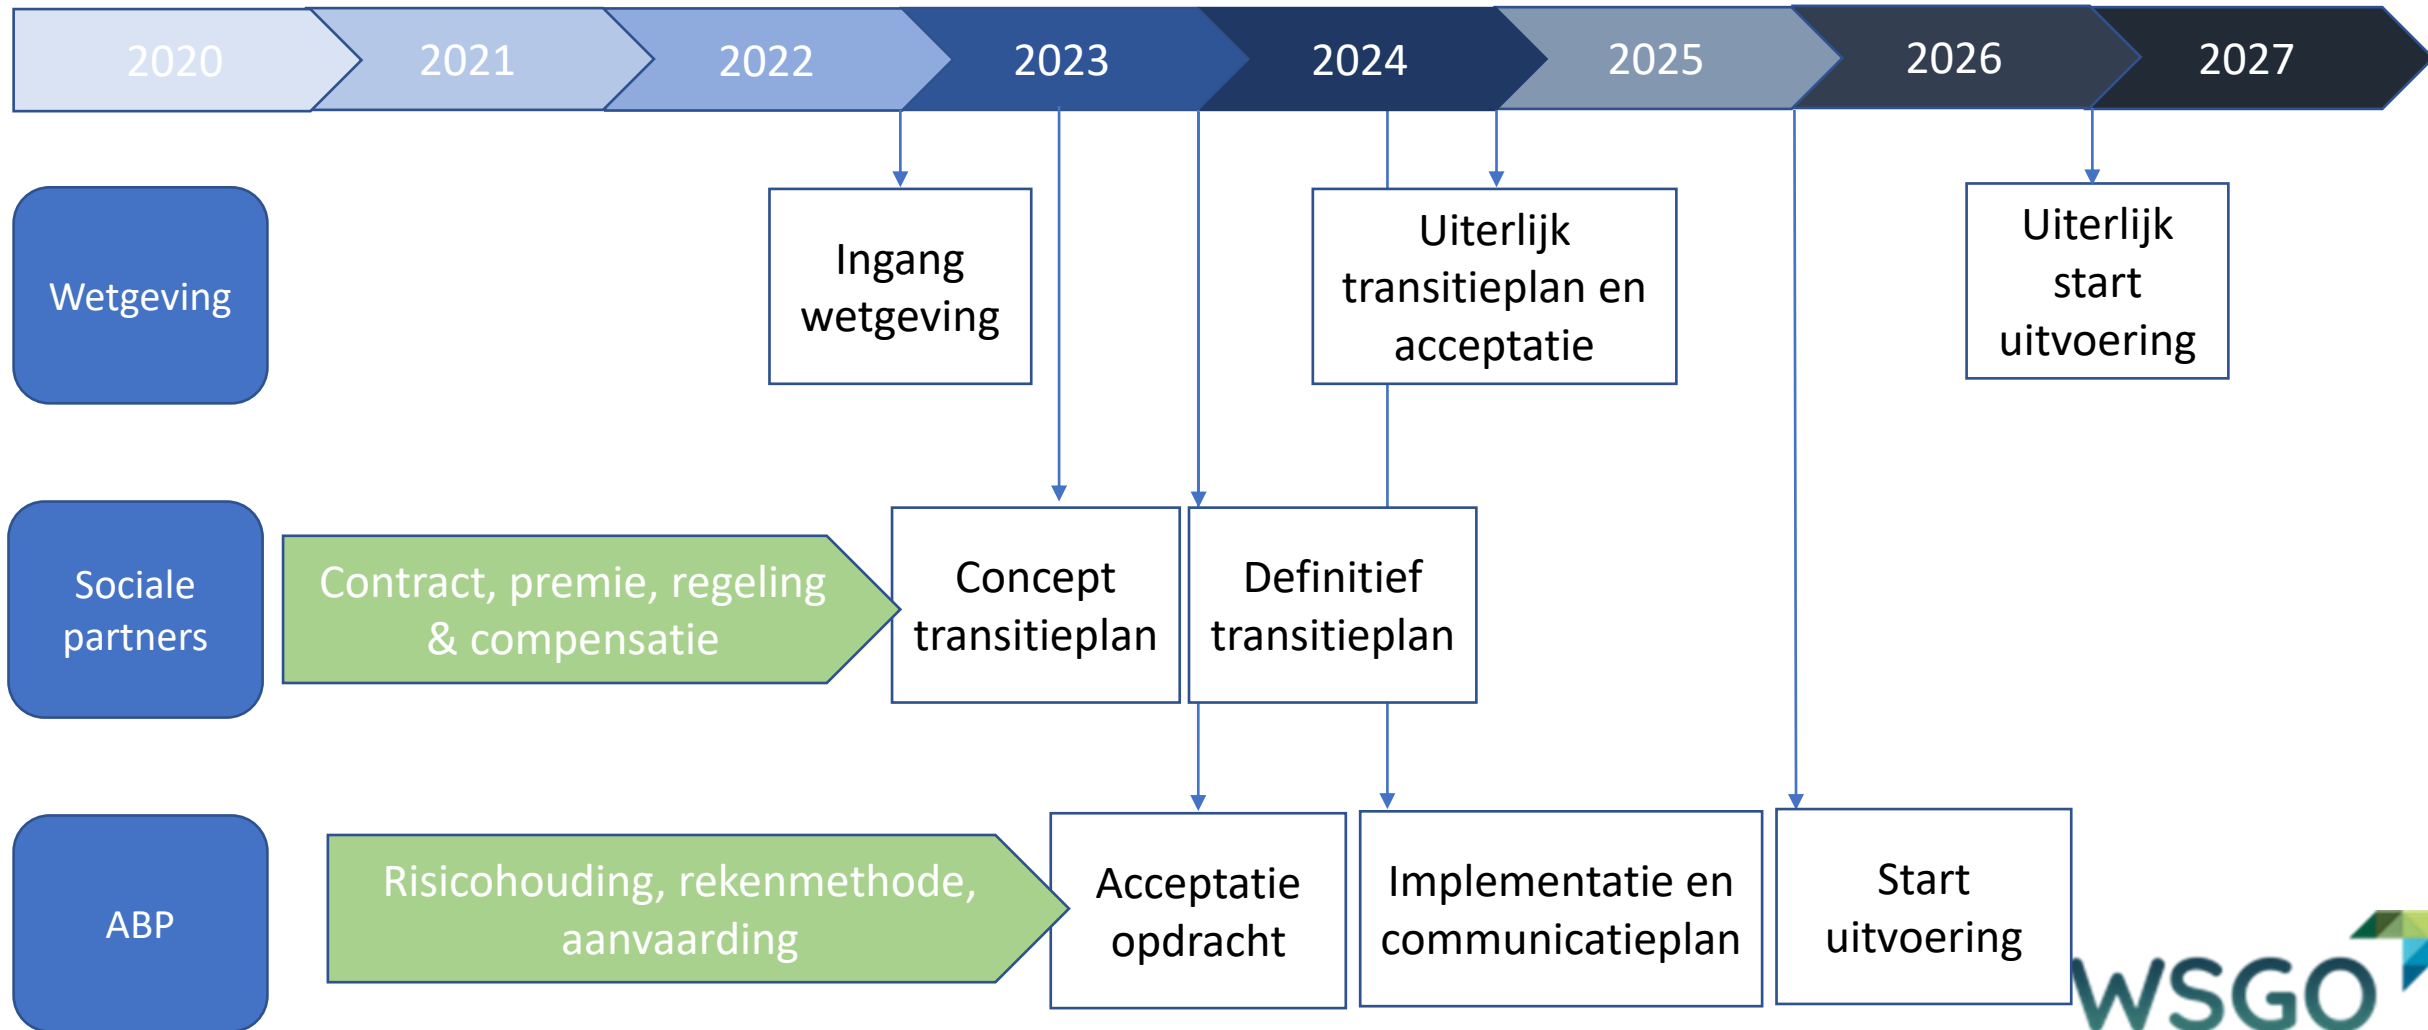 2020
2021
2022
2023
2024
2025
2026
2027
Wetgeving
Ingang
wetgeving
Uiterlijk
transitieplan en
acceptatie
Uiterlijk
start
uitvoering
Sociale
partners
Contract, premie, regeling
& compensatie
Concept
transitieplan
Definitief
transitieplan
ABP
Risicohouding, rekenmethode,
aanvaarding
Acceptatie
opdracht
Implementatie en
communicatieplan
Start
uitvoering
WSGO